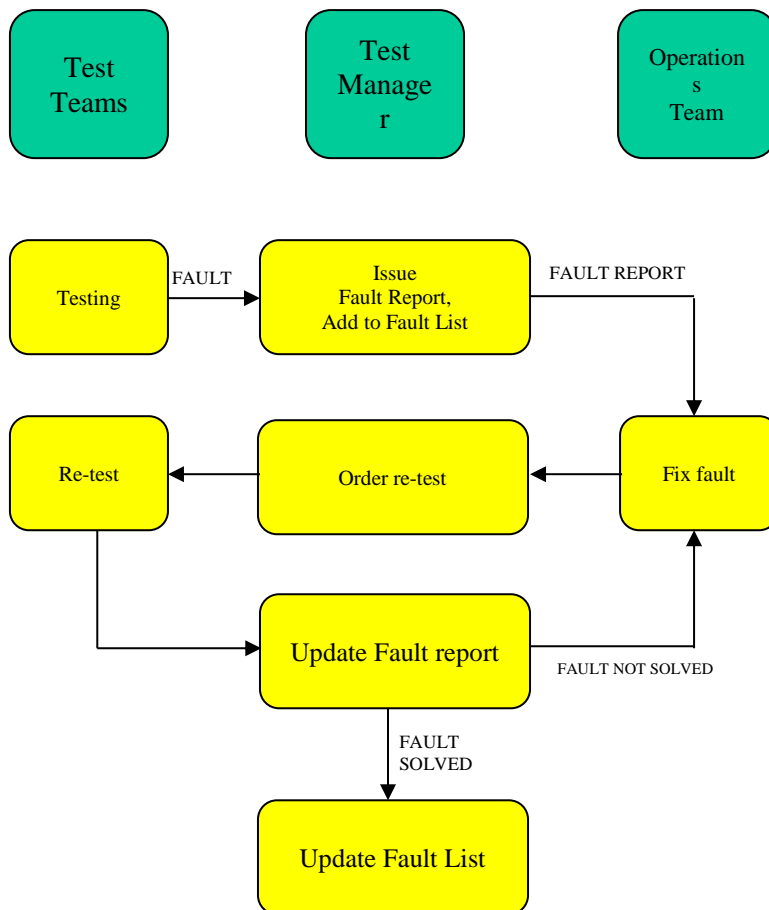 Test
Teams
Test
Manage
r
Operation
s
Team
Testing
FAULT
Issue
Fault Report,
Add to Fault List
FAULT REPORT
Re-test
Order re-test
Fix fault
Update Fault report
FAULT NOT SOLVED
FAULT
SOLVED
Update Fault List